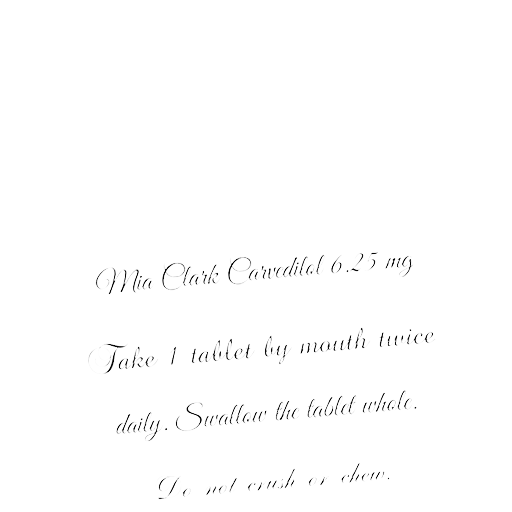 Mia Clark Carvedilol 6.25 mg
Take 1 tablet by mouth twice
daily. Swallow the tablet whole.
Do not crush or chew.